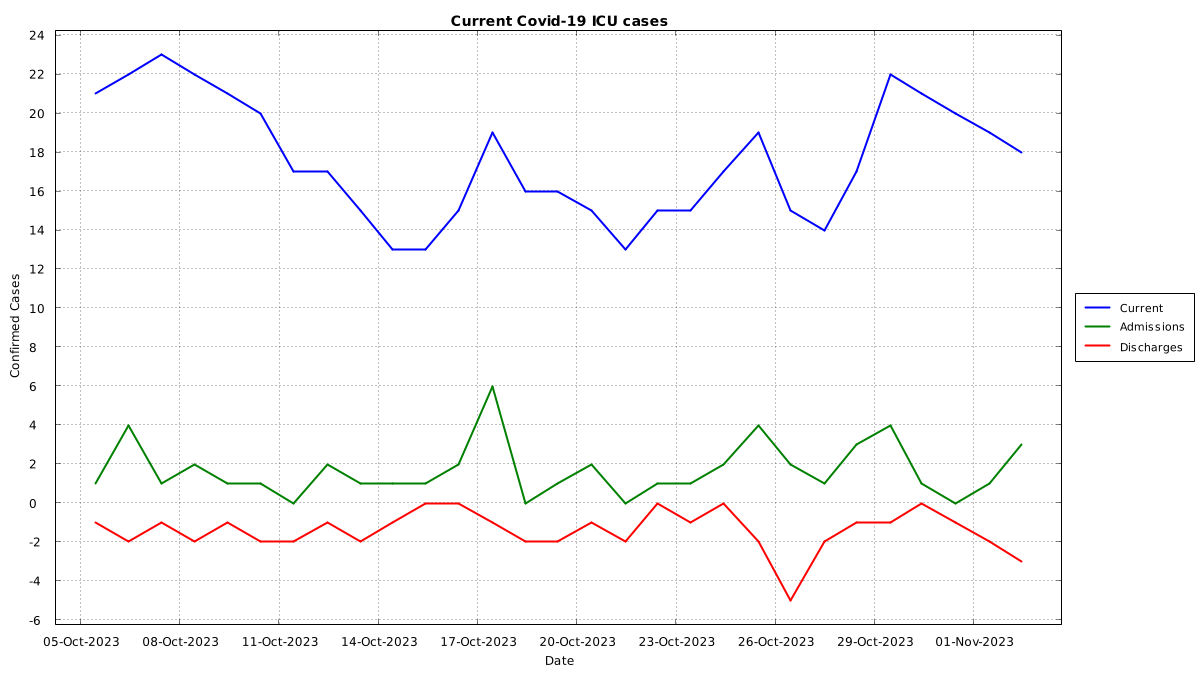 Current Covid-19 ICU cases
Confirmed Cases
24
22
20
18
16
14
12
10
8
6
4
2
0
-2
-4
-6
05-Oct-2023 08-Oct-2023 11-Oct-2023 14-Oct-2023 17-Oct-2023 20-Oct-2023 23-Oct-2023 26-Oct-2023 29-Oct-2023 01-Nov-2023
Date
Current
Admissions
Discharges